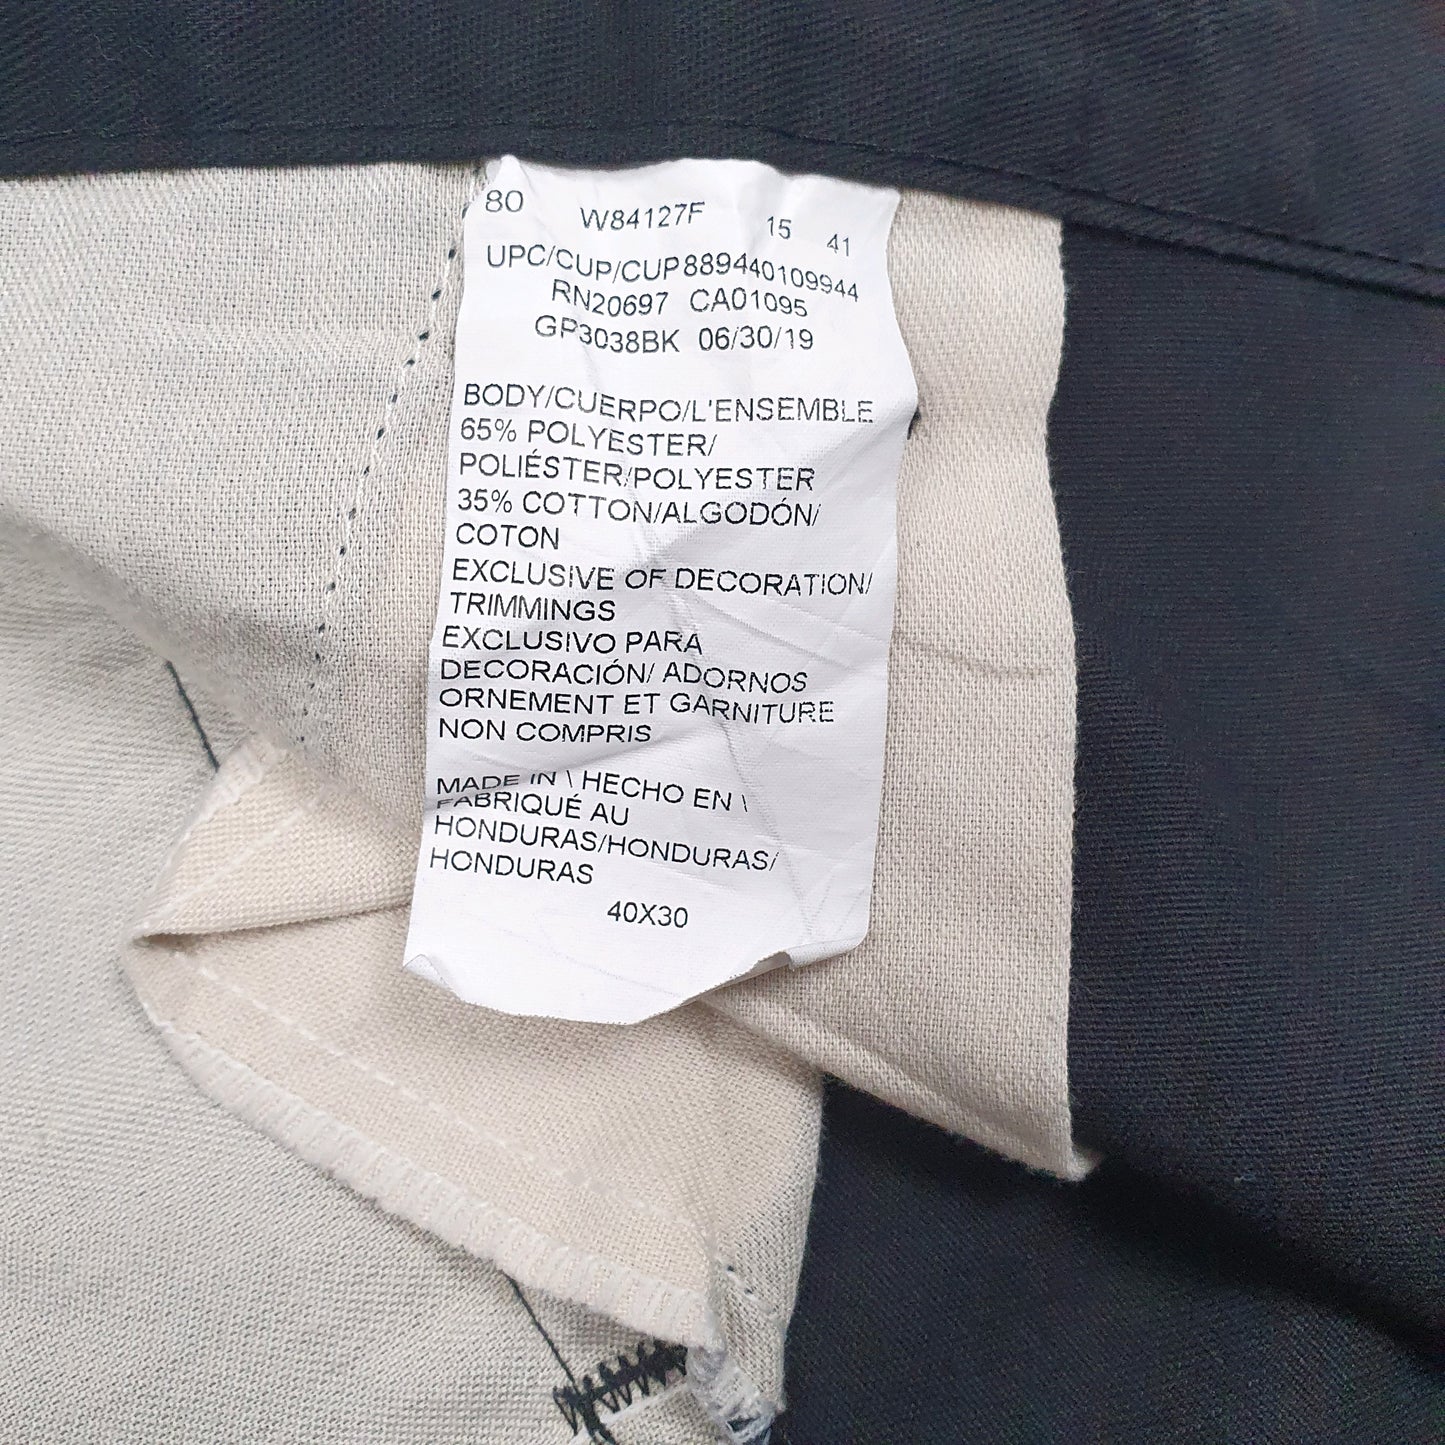 80 W84127F 15 41
UPC/CUP/CUP889440109944
RN20697 CA01095
GP3038BK 06/30/19
BODY/CUERPO/L'ENSEMBLE
65% POLYESTER/
POLIÉSTER/POLYESTER
35% COTTON/ALGODÓN/
COTON
EXCLUSIVE OF DECORATION/
TRIMMINGS
EXCLUSIVO PARA
DECORACIÓN/ ADORNOS
ORNEMENT ET GARNITURE
NON COMPRIS
MADE IN \ HECHO EN \
FABRIQUÉ AU
HONDURAS/HONDURAS/
HONDURAS
40X30